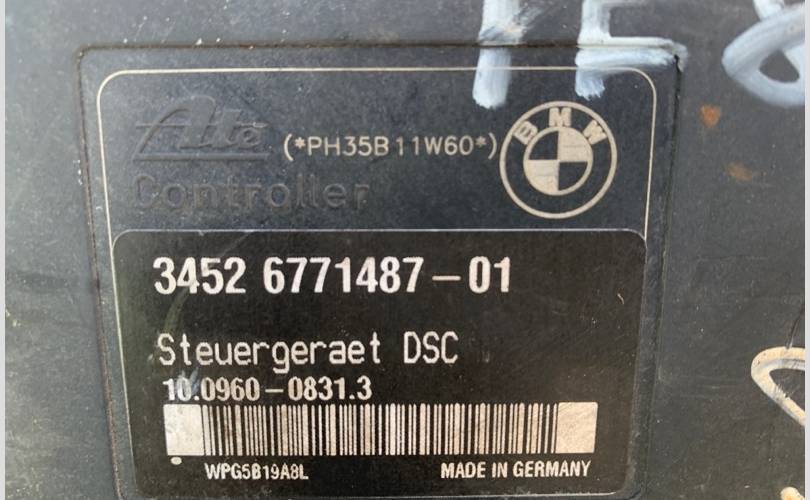 Ate
(*PH35B11W60*)
BMW
Controller
3452 6771487-01
Steuergeraet DSC
10.0960-0831.3
WPG5B19A8L
MADE IN GERMANY